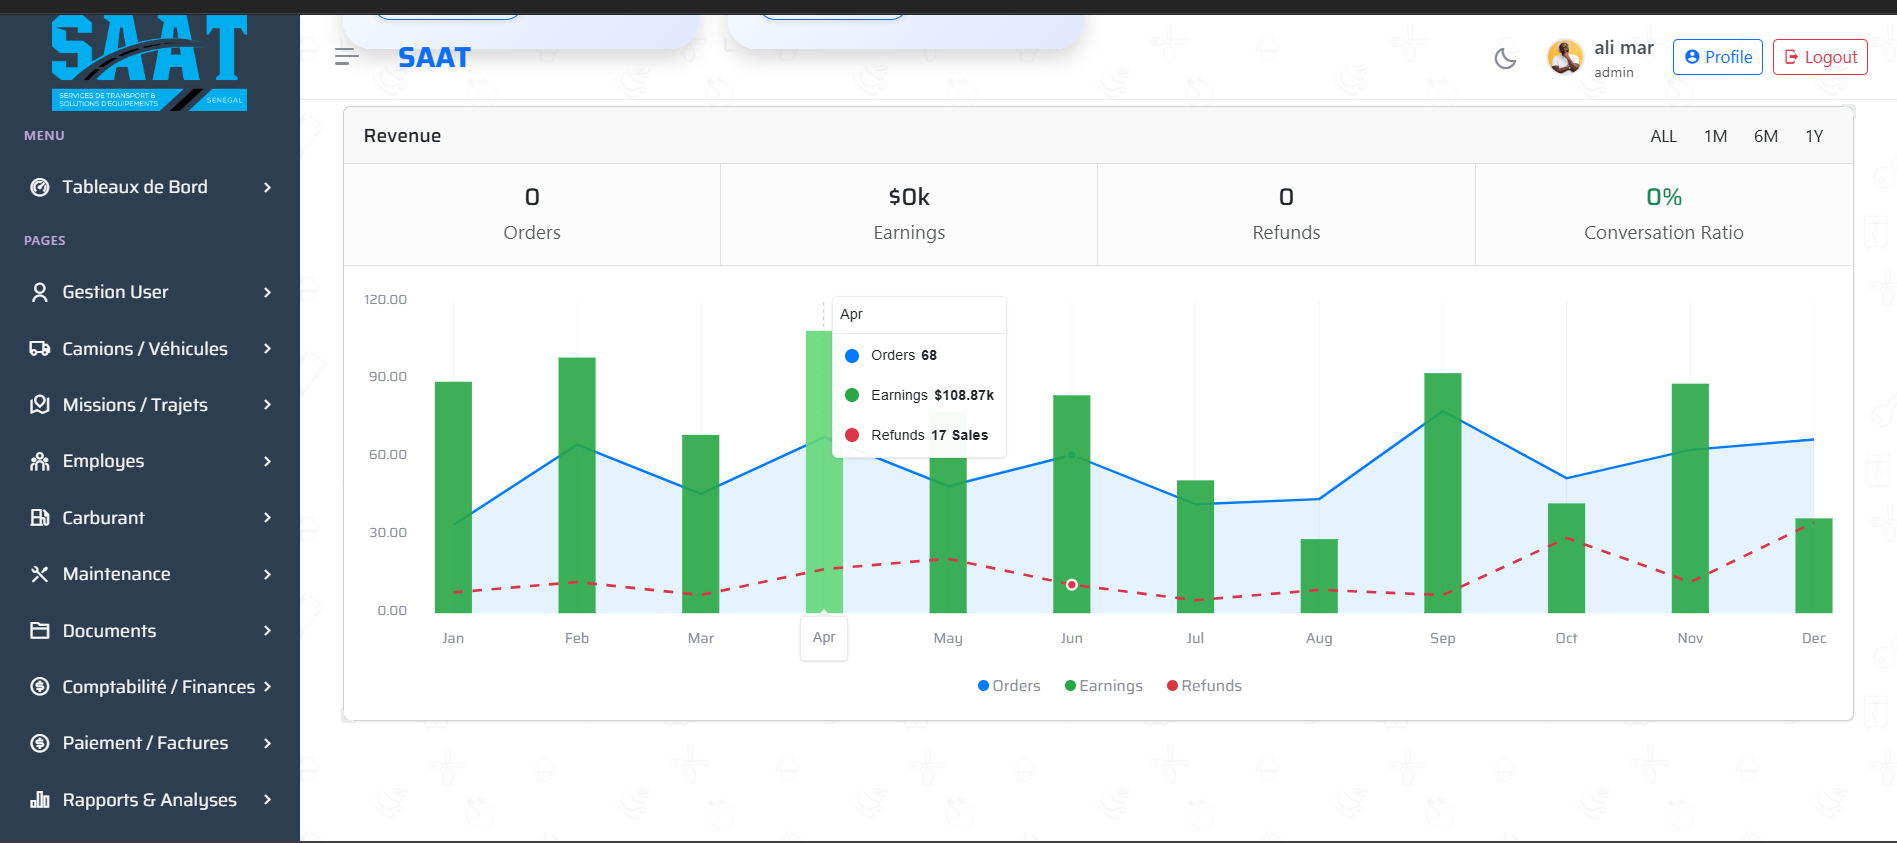 SAAT
SERVICES DE TRANSPORT &
SOLUTIONS D'ÉQUIPEMENTS
SÉNÉGAL
MENU
Tableaux de Bord
PAGES
Gestion User
Camions / Véhicules
Missions / Trajets
Employes
Carburant
Maintenance
Documents
Comptabilité / Finances
Paiement / Factures
Rapports & Analyses
SAAT
ali mar
admin
Profile
Logout
Revenue
ALL 1M 6M 1Y
0
Orders
$0k
Earnings
0
Refunds
0%
Conversation Ratio
120.00
90.00
60.00
30.00
0.00
Apr
Orders 68
Earnings $108.87k
Refunds 17 Sales
Jan Feb Mar Apr May Jun Jul Aug Sep Oct Nov Dec
Orders Earnings Refunds